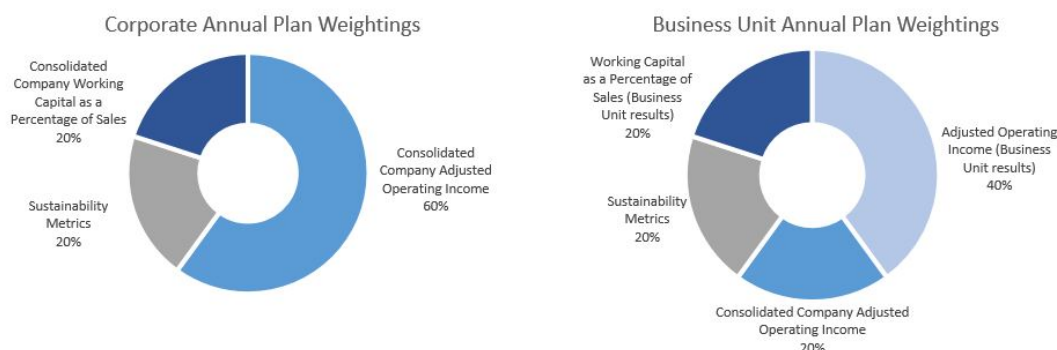 Corporate Annual Plan Weightings
Consolidated
Company Working
Capital as a
Percentage of Sales
20%
Sustainability
Metrics
20%
Consolidated
Company Adjusted
Operating Income
60%
Business Unit Annual Plan Weightings
Working Capital
as a Percentage of
Sales (Business
Unit results)
20%
Sustainability
Metrics
20%
Adjusted Operating
Income (Business
Unit results)
40%
Consolidated Company Adjusted
Operating Income
20%